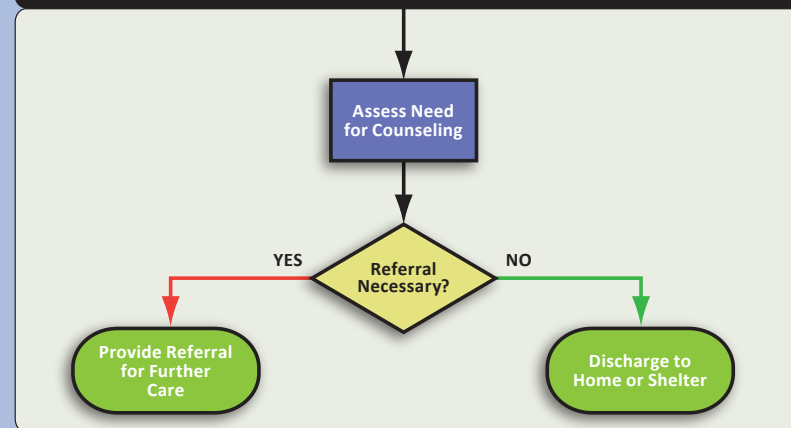 Assess Need
for Counseling
YES
NO
Referral
Necessary?
Provide Referral
for Further
Care
Discharge to
Home or Shelter